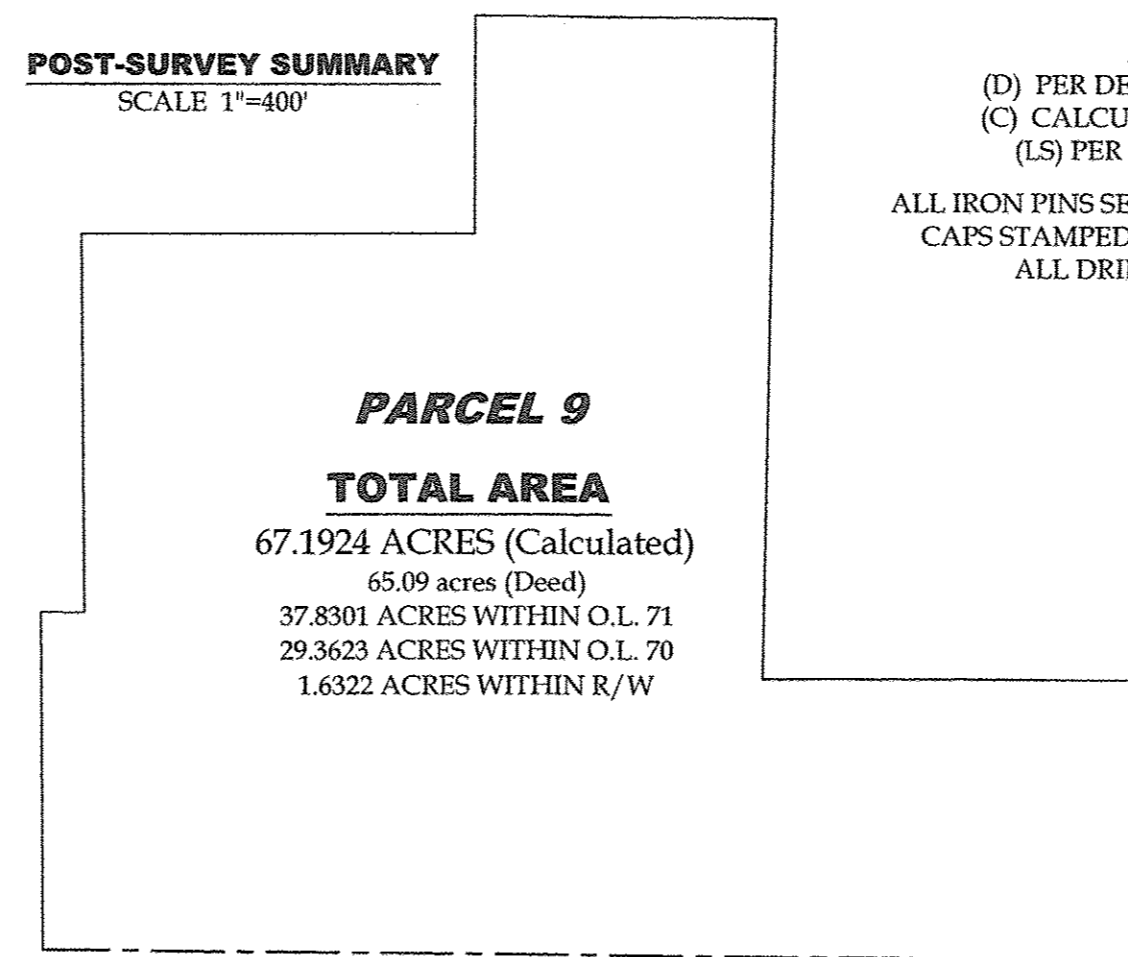 POST-SURVEY SUMMARY
SCALE 1"=400'
(D) PER DE
(C) CALCU
(LS) PER
ALL IRON PINS SE
CAPS STAMPED
ALL DRI
PARCEL 9
TOTAL AREA
67.1924 ACRES (Calculated)
65.09 acres (Deed)
37.8301 ACRES WITHIN O.L. 71
29.3623 ACRES WITHIN O.L. 70
1.6322 ACRES WITHIN R/W